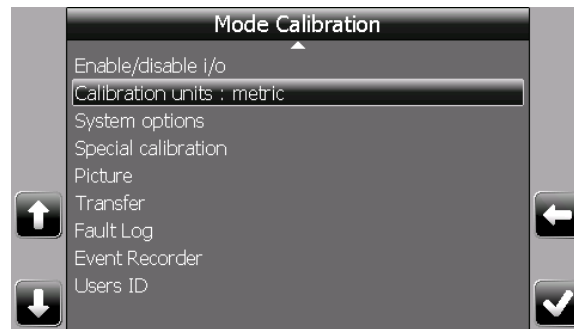 Mode Calibration
Enable/disable i/o
Calibration units : metric
System options
Special calibration
Picture
Transfer
Fault Log
Event Recorder
Users ID